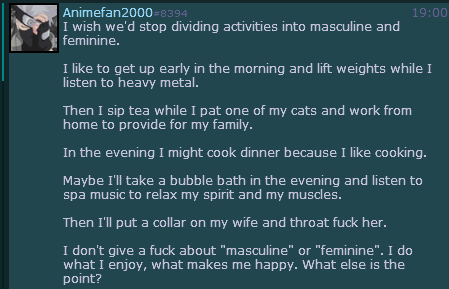 Animefan2000#8394 19:00
I wish we'd stop dividing activities into masculine and
feminine.
I like to get up early in the morning and lift weights while I
listen to heavy metal.
Then I sip tea while I pat one of my cats and work from
home to provide for my family.
In the evening I might cook dinner because I like cooking.
Maybe I'll take a bubble bath in the evening and listen to
spa music to relax my spirit and my muscles.
Then I'll put a collar on my wife and throat fuck her.
I don't give a fuck about "masculine" or "feminine". I do
what I enjoy, what makes me happy. What else is the
point?